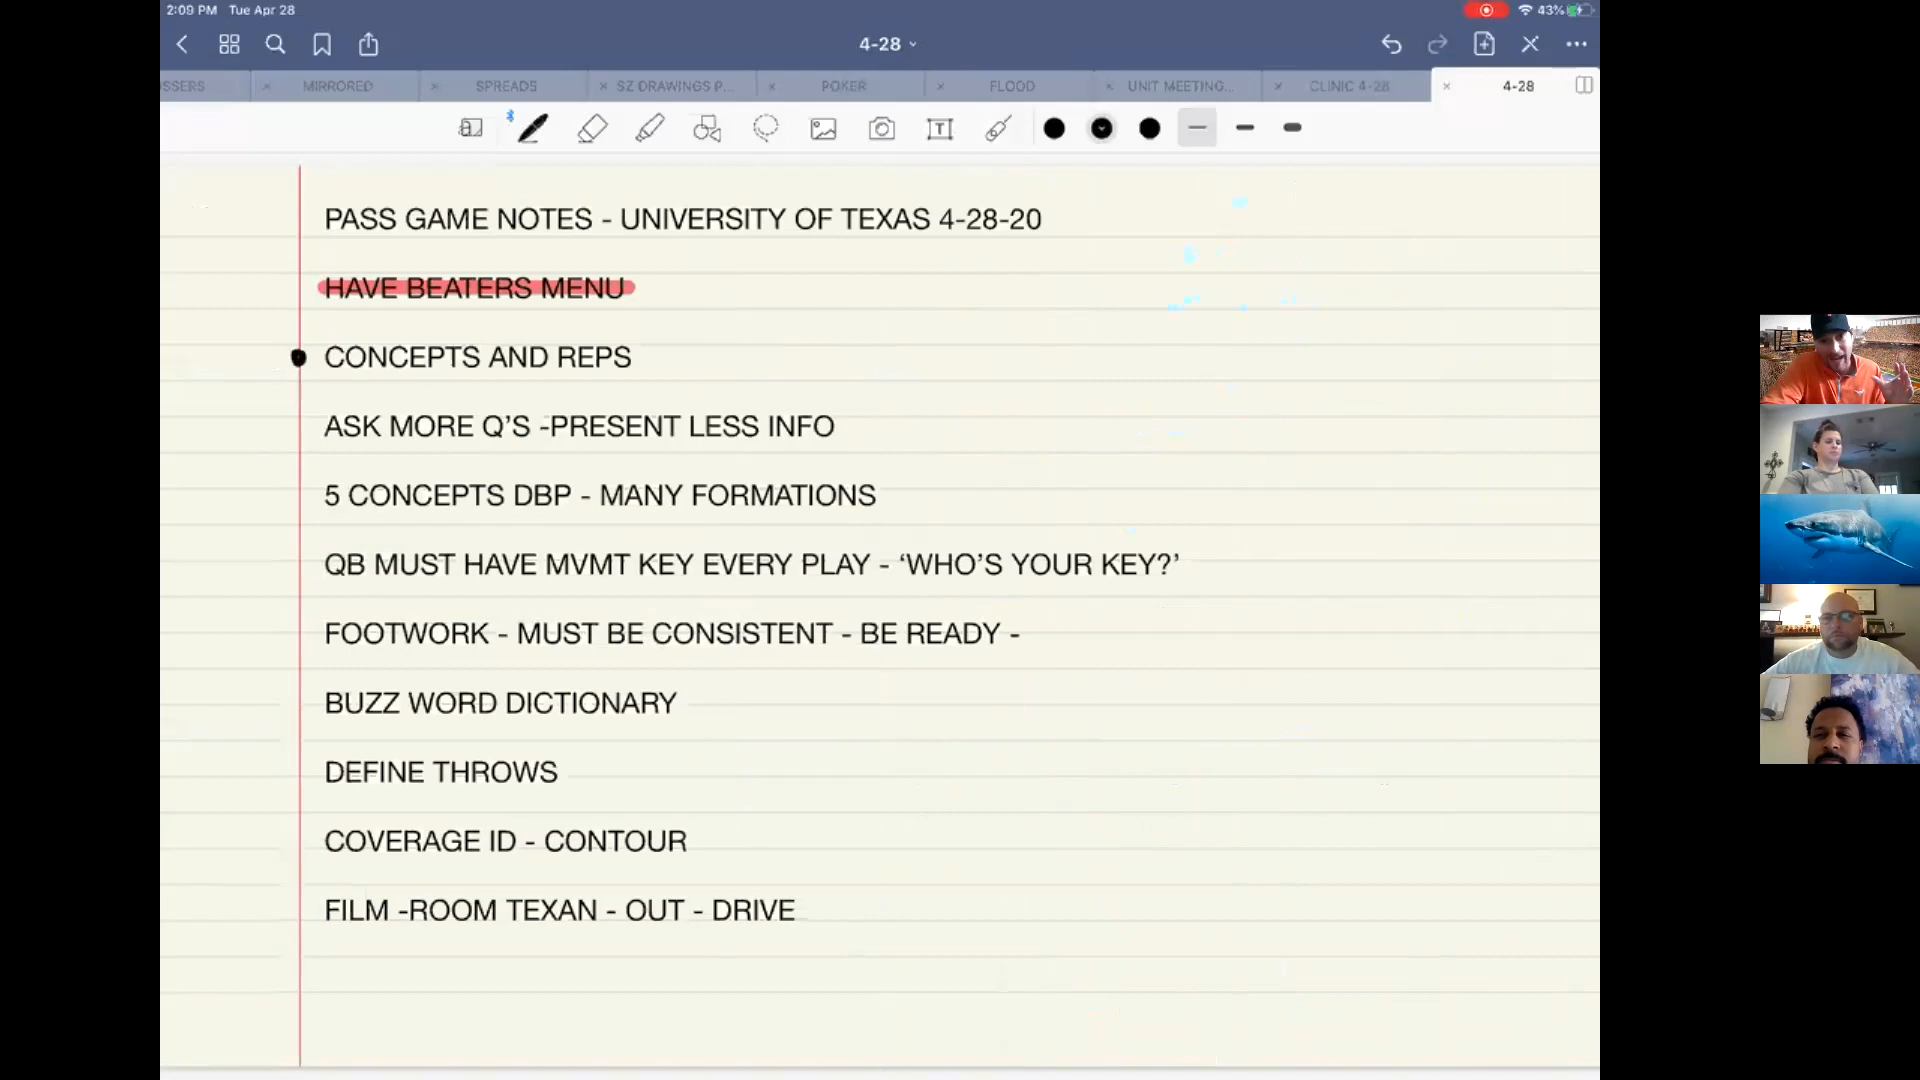 2:09 PM Tue Apr 28
43%
4-28
SSERS
MIRRORED
SPREADS
SZ DRAWINGS P...
POKER
FLOOD
UNIT MEETING...
CLINIC 4-28
4-28
PASS GAME NOTES - UNIVERSITY OF TEXAS 4-28-20
HAVE BEATERS MENU
CONCEPTS AND REPS
ASK MORE Q’S -PRESENT LESS INFO
5 CONCEPTS DBP - MANY FORMATIONS
QB MUST HAVE MVMT KEY EVERY PLAY - ‘WHO’S YOUR KEY?’
FOOTWORK - MUST BE CONSISTENT - BE READY -
BUZZ WORD DICTIONARY
DEFINE THROWS
COVERAGE ID - CONTOUR
FILM -ROOM TEXAN - OUT - DRIVE